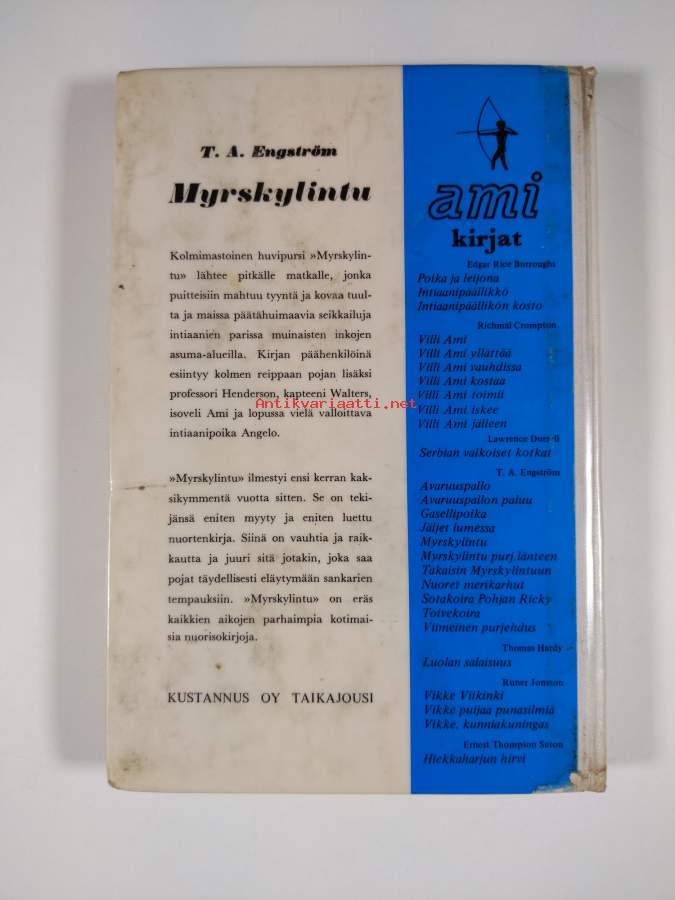 T. A. Engström
Myrskylintu
Kolmimastoinen huvipursi »Myrskylin-
tu» lähtee pitkälle matkalle, jonka
puitteisiin mahtuu tyyntä ja kovaa tuul-
ta ja maissa päätähuimaavia seikkailuja
intiaanien parissa muinaisten inkojen
asuma-alueilla. Kirjan päähenkilöinä
esiintyy kolmen reippaan pojan lisäksi
professori Henderson, kapteeni Walters,
isoveli Ami ja lopussa vielä valloittava
intiaanipoika Angelo.
»Myrskylintu» ilmestyi ensi kerran kak-
sikymmentä vuotta sitten. Se on teki-
jänsä eniten myyty ja eniten luettu
nuortenkirja. Siinä on vauhtia ja raik-
kautta ja juuri sitä jotakin, joka saa
pojat täydellisesti eläytymään sankarien
tempauksiin. »Myrskylintu» on eräs
kaikkien aikojen parhaimpia kotimai-
sia nuorisokirjoja.
KUSTANNUS OY TAIKAJOUSI
ami
kirjat
Edgar Rice Burroughs
Poika ja leijona
Intiaanipäällikkö
Intiaanipäällikön kosto
Richmal Crompton
Villi Ami
Villi Ami yllättää
Villi Ami vauhdissa
Villi Ami kostaa
Villi Ami toimii
Villi Ami iskee
Villi Ami jälleen
Lawrence Durrell
Serbian valkoiset kotkat
T. A. Engström
Avaruuspallo
Avaruuspallon paluu
Gasellipoika
Jäljet lumessa
Myrskylintu
Myrskylintu purj.länteen
Takaisin Myrskylintuun
Nuoret merikarhut
Sotakoira Pohjan Ricky
Toivekoira
Viimeinen purjehdus
Thomas Hardy
Luolan salaisuus
Runer Jonsson
Vikke Viikinki
Vikke puijaa punasilmiä
Vikke, kunniakuningas
Ernest Thompson Seton
Hiekkaharjun hirvi
Antikvariaatti.net